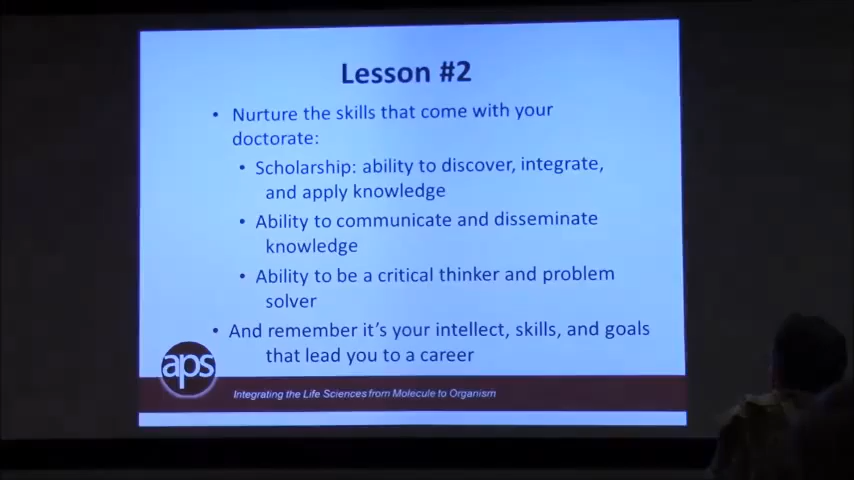 Lesson #2
• Nurture the skills that come with your
doctorate:
• Scholarship: ability to discover, integrate,
and apply knowledge
• Ability to communicate and disseminate
knowledge
• Ability to be a critical thinker and problem
solver
• And remember it's your intellect, skills, and goals
that lead you to a career
aps
Integrating the Life Sciences from Molecule to Organism